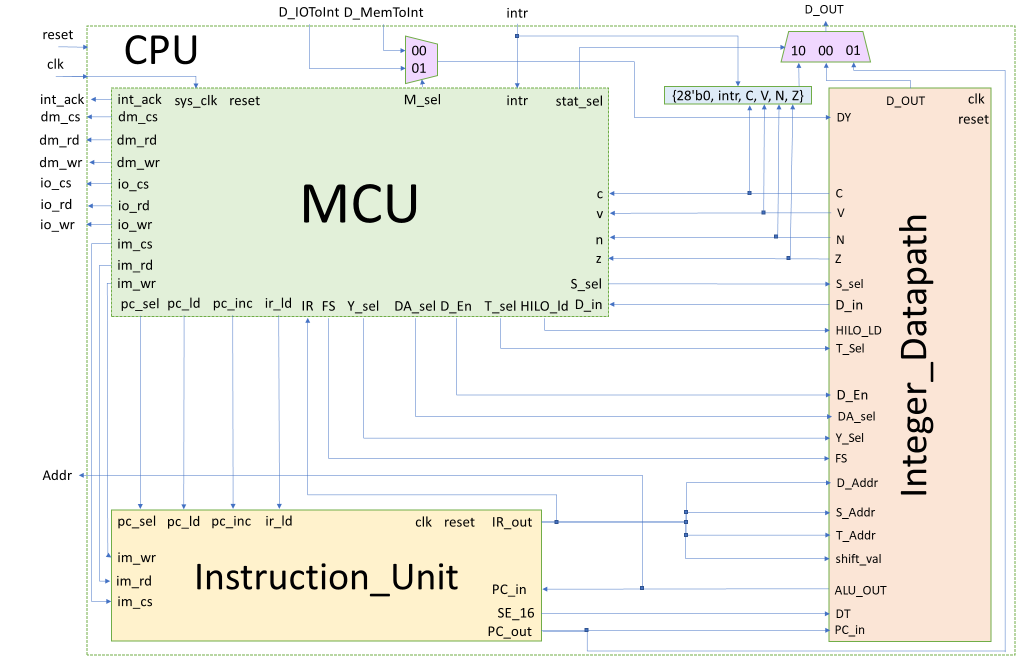 D_IOToInt D_MemToInt intr D_OUT
reset
CPU
clk
00
01
10 00 01
int_ack
dm_cs
dm_rd
dm_wr
io_cs
io_rd
io_wr
int_ack sys_clk reset M_sel intr stat_sel
dm_cs
dm_rd
dm_wr
io_cs
io_rd
io_wr
im_cs
im_rd
im_wr
MCU
c
v
n
z
S_sel
pc_sel pc_ld pc_inc ir_ld IR FS Y_sel DA_sel D_En T_sel HILO_ld D_in
{28'b0, intr, C, V, N, Z}
D_OUT clk
reset
DY
C
V
N
Z
S_sel
D_in
HILO_LD
T_Sel
D_En
DA_sel
Y_Sel
FS
D_Addr
S_Addr
T_Addr
shift_val
ALU_OUT
DT
PC_in
Integer_Datapath
Addr
pc_sel pc_ld pc_inc ir_ld clk reset IR_out
im_wr
im_rd
im_cs
Instruction_Unit
PC_in
SE_16
PC_out